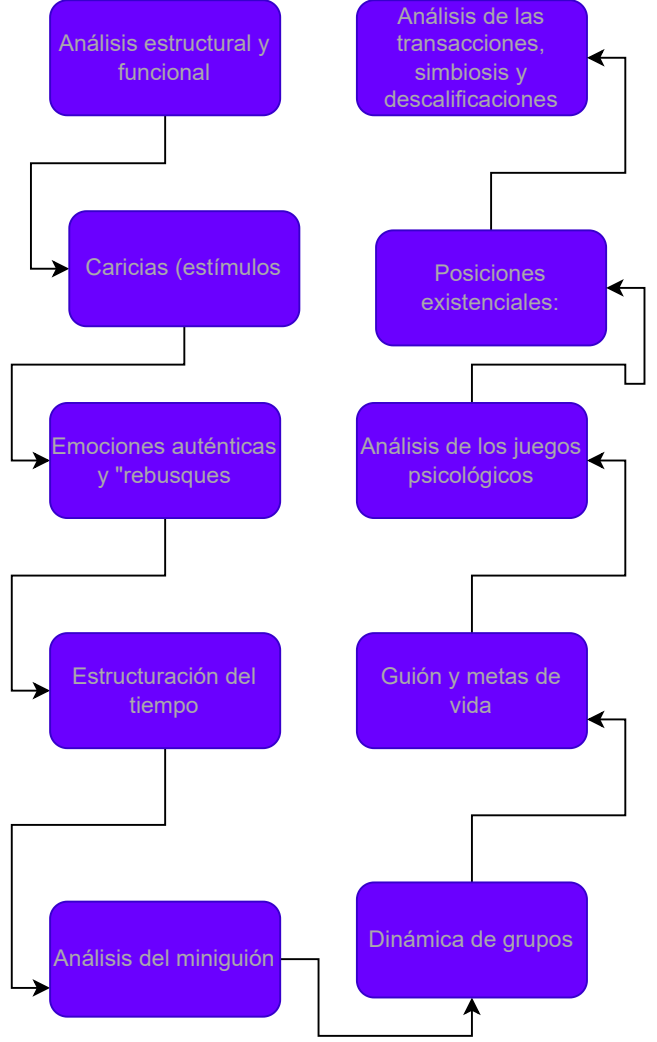 Análisis estructural y
funcional
Caricias (estímulos
Emociones auténticas
y "rebusques
Estructuración del
tiempo
Análisis del miniguión
Dinámica de grupos
Guión y metas de
vida
Análisis de los juegos
psicológicos
Posiciones
existenciales:
Análisis de las
transacciones,
simbiosis y
descalificaciones